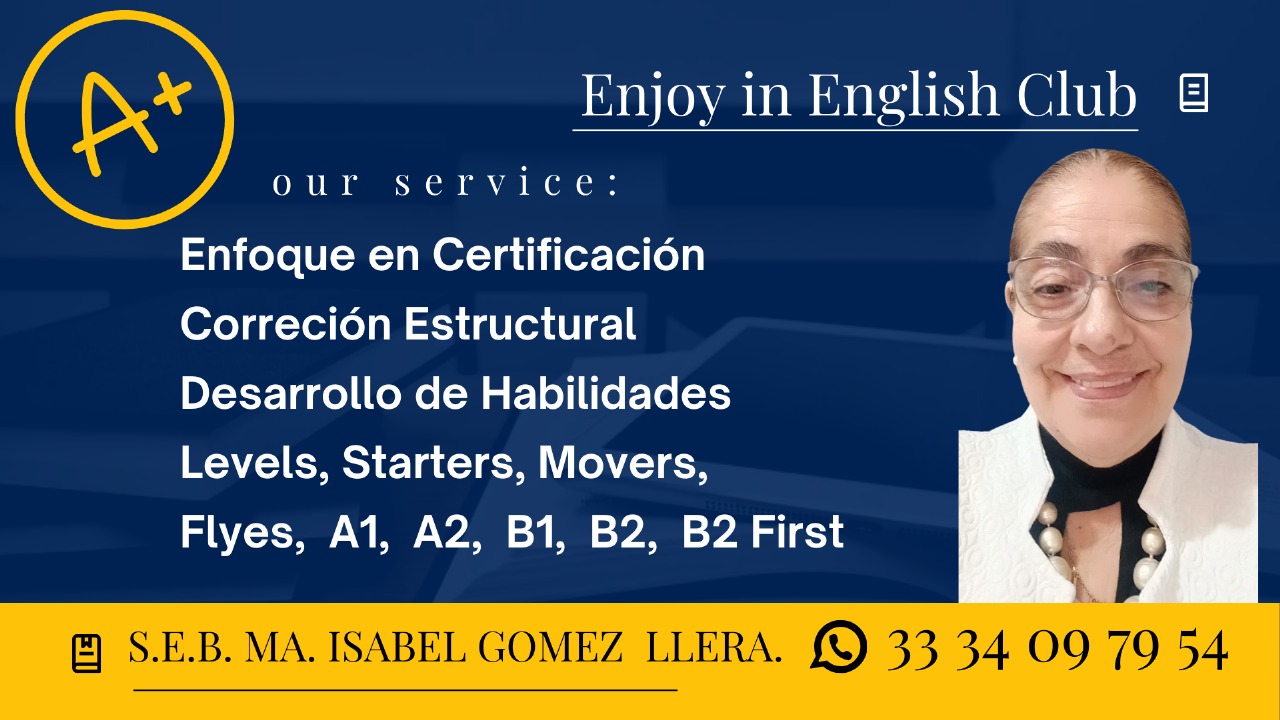 A+
Enjoy in English Club
our service:
Enfoque en Certificación
Correción Estructural
Desarrollo de Habilidades
Levels, Starters, Movers,
Flyes, A1, A2, B1, B2, B2 First
S.E.B. MA. ISABEL GOMEZ LLERA.
33 34 09 79 54